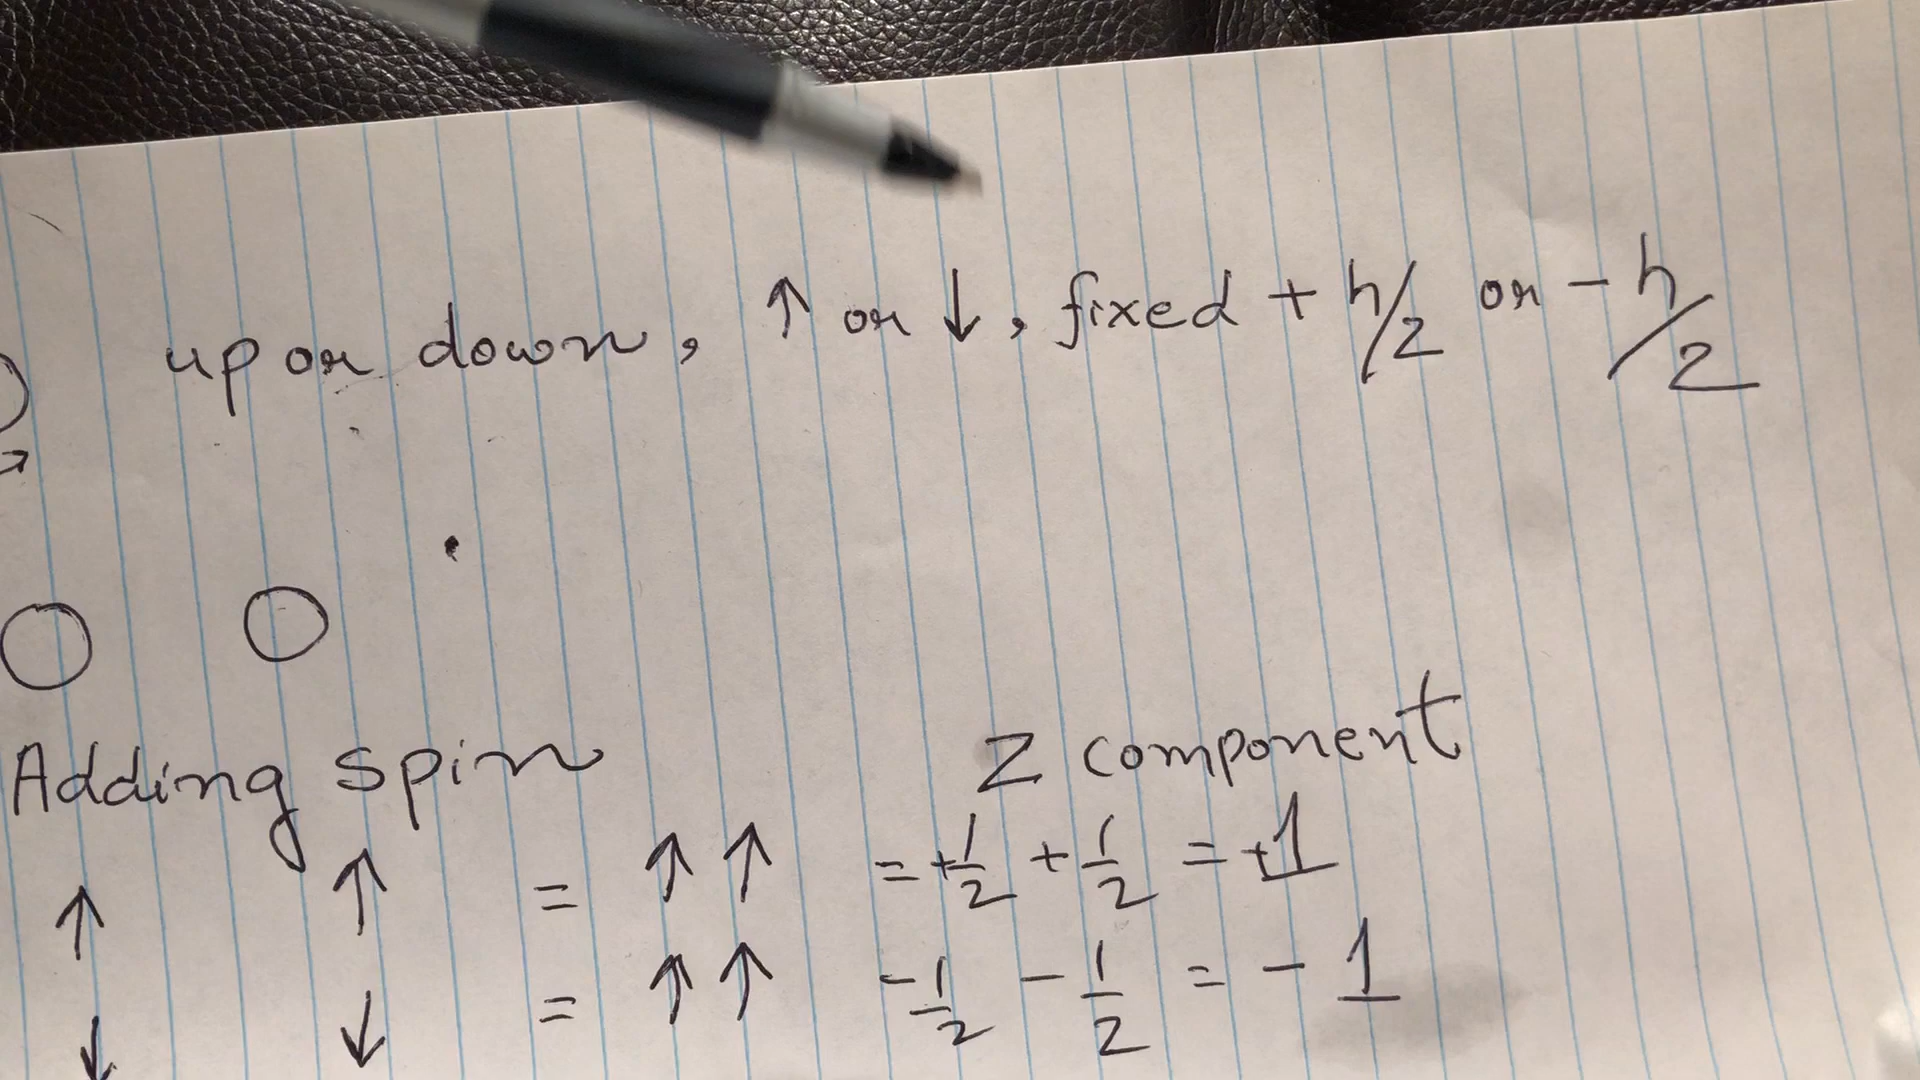 up or down, ↑ or ↓, fixed + h/2 or - h/2
Adding spin Z component
↑ ↑ = ↑ ↑ = +1/2 + 1/2 = +1
↓ ↓ = ↑ ↑ -1/2 - 1/2 = - 1